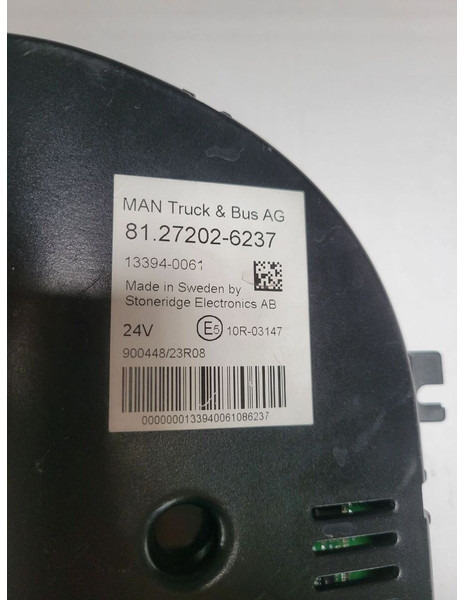 MAN Truck & Bus AG
81.27202-6237
13394-0061
Made in Sweden by
Stoneridge Electronics AB
24V E5 10R-03147
900448/23R08
0000000133940061086237